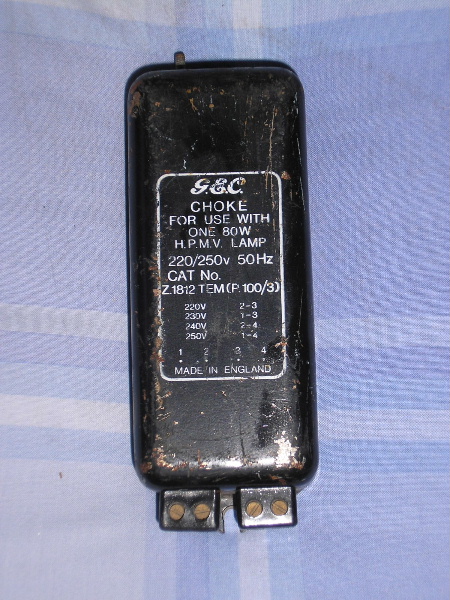 G.E.C.
CHOKE
FOR USE WITH
ONE 80W
H.P.M.V. LAMP
220/250v 50Hz
CAT No.
Z.1812 TEM (P.100/3)
220V 2-3
230V 1-3
240V 2-4
250V 1-4
1 2 3 4
MADE IN ENGLAND